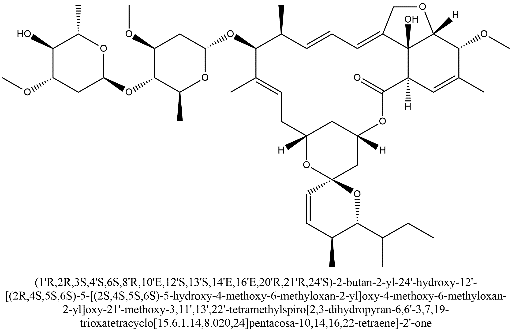 HO
O
O
O
O
O
O
OH
H
O
O
O
O
H
H
O
H
O
O
(1'R,2R,3S,4'S,6S,8'R,10'E,12'S,13'S,14'E,16'E,20'R,21'R,24'S)-2-butan-2-yl-24'-hydroxy-12'-
[(2R,4S,5S,6S)-5-[(2S,4S,5S,6S)-5-hydroxy-4-methoxy-6-methyloxan-2-yl]oxy-4-methoxy-6-methyloxan-
2-yl]oxy-21'-methoxy-3,11',13',22'-tetramethylspiro[2,3-dihydropyran-6,6'-3,7,19-
trioxatetracyclo[15.6.1.14,8.020,24]pentacosa-10,14,16,22-tetraene]-2'-one